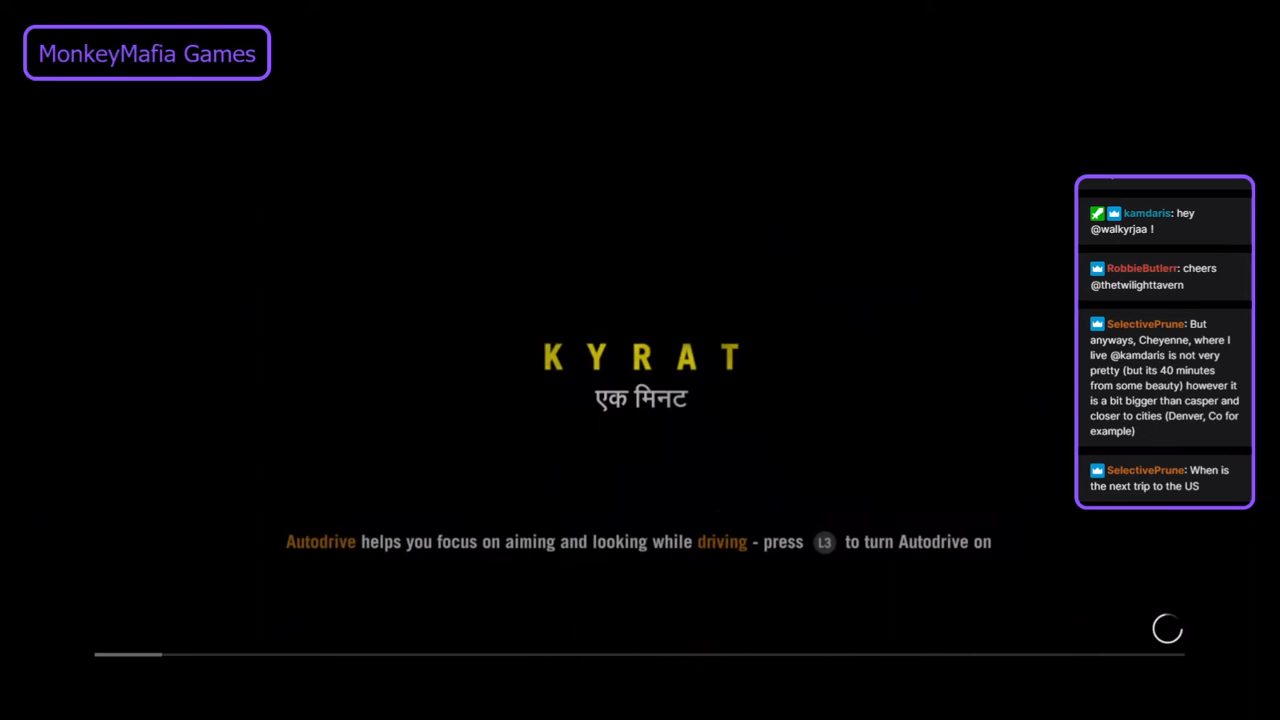 MonkeyMafia Games
kamdaris: hey
@walkyrjaa !
RobbieButlerr: cheers
@thetwilighttavern
SelectivePrune: But
anyways, Cheyenne, where I
live @kamdaris is not very
pretty (but its 40 minutes
from some beauty) however it
is a bit bigger than casper and
closer to cities (Denver, Co for
example)
SelectivePrune: When is
the next trip to the US
KYRAT
एक मिनट
Autodrive helps you focus on aiming and looking while driving - press L3 to turn Autodrive on